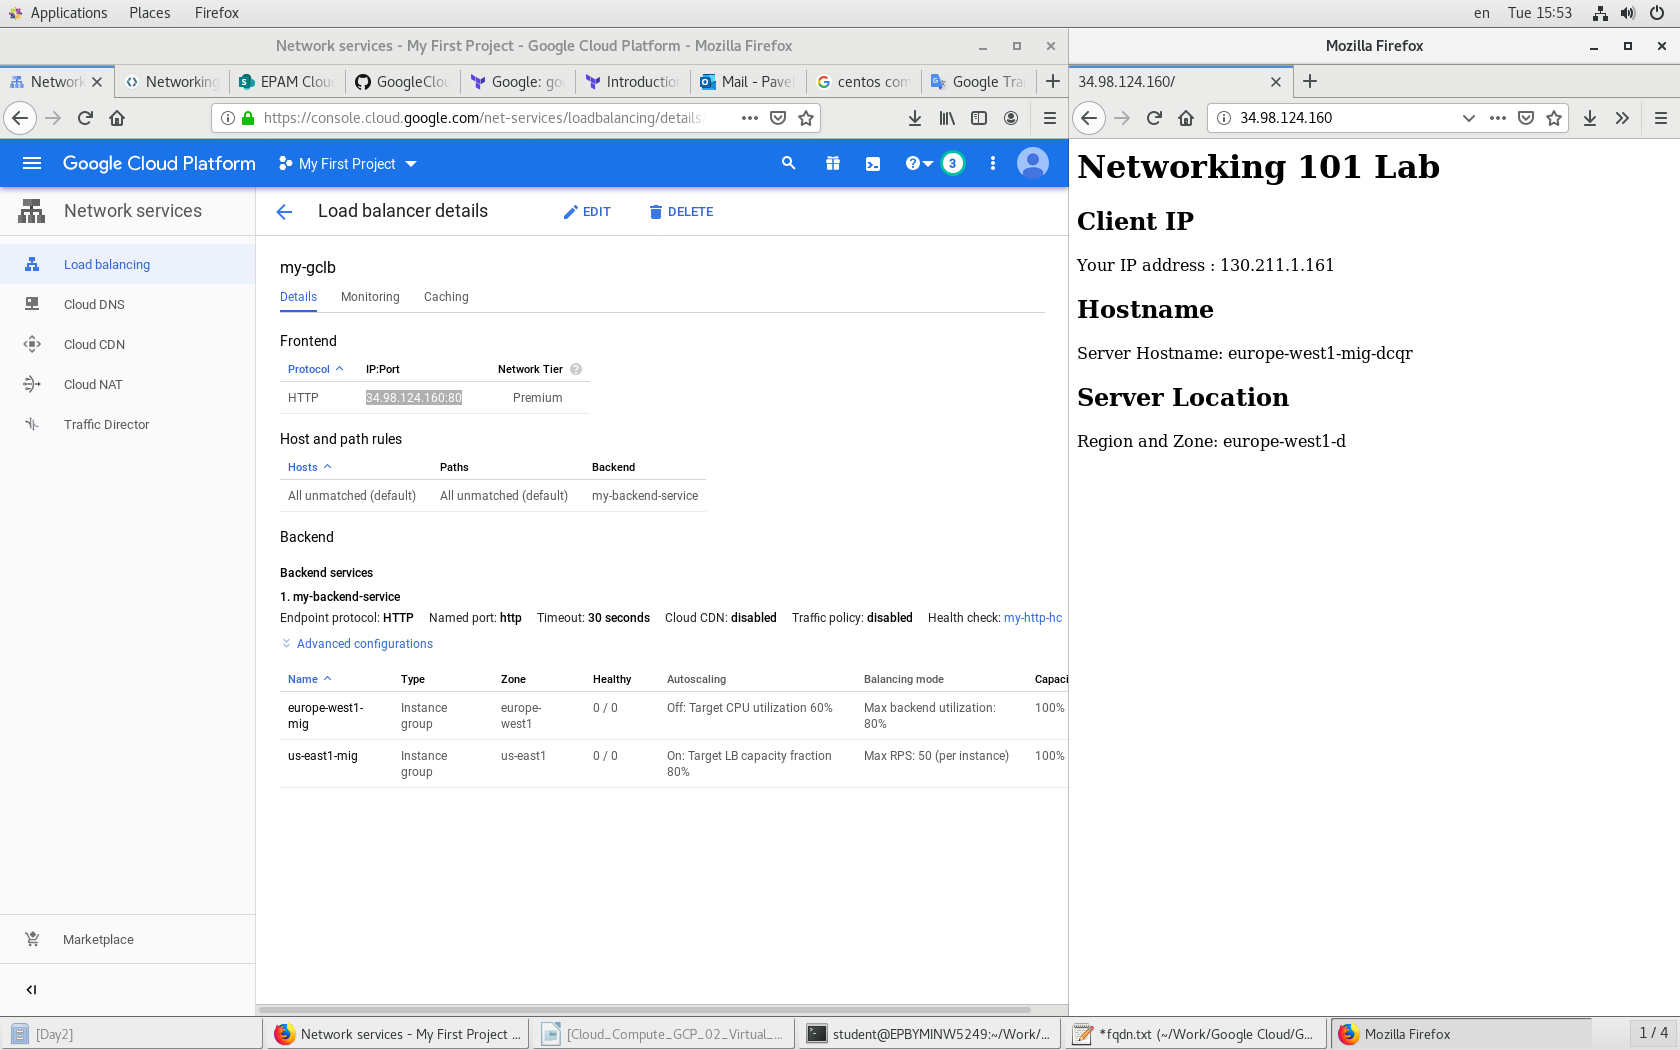 Applications Places Firefox
en Tue 15:53
Network services - My First Project - Google Cloud Platform - Mozilla Firefox
Network Networking EPAM Clou GoogleClou Google: go Introduction Mail - Pavel centos com Google Tra
https://console.cloud.google.com/net-services/loadbalancing/details/
Google Cloud Platform My First Project 3
Network services
Load balancing
Cloud DNS
Cloud CDN
Cloud NAT
Traffic Director
Marketplace
Load balancer details EDIT DELETE
my-gclb
Details Monitoring Caching
Frontend
Protocol IP:Port Network Tier
HTTP 34.98.124.160:80 Premium
Host and path rules
Hosts Paths Backend
All unmatched (default) All unmatched (default) my-backend-service
Backend
Backend services
1. my-backend-service
Endpoint protocol: HTTP Named port: http Timeout: 30 seconds Cloud CDN: disabled Traffic policy: disabled Health check: my-http-hc
Advanced configurations
Name Type Zone Healthy Autoscaling Balancing mode Capaci
europe-west1- Instance europe- 0 / 0 Off: Target CPU utilization 60% Max backend utilization: 100%
mig group west1 80%
us-east1-mig Instance us-east1 0 / 0 On: Target LB capacity fraction Max RPS: 50 (per instance) 100%
group 80%
Mozilla Firefox
34.98.124.160/
34.98.124.160
Networking 101 Lab
Client IP
Your IP address : 130.211.1.161
Hostname
Server Hostname: europe-west1-mig-dcqr
Server Location
Region and Zone: europe-west1-d
[Day2] Network services - My First Project ... [Cloud_Compute_GCP_02_Virtual_... student@EPBYMINW5249:~/Work/... *fqdn.txt (~/Work/Google Cloud/G... Mozilla Firefox 1 / 4